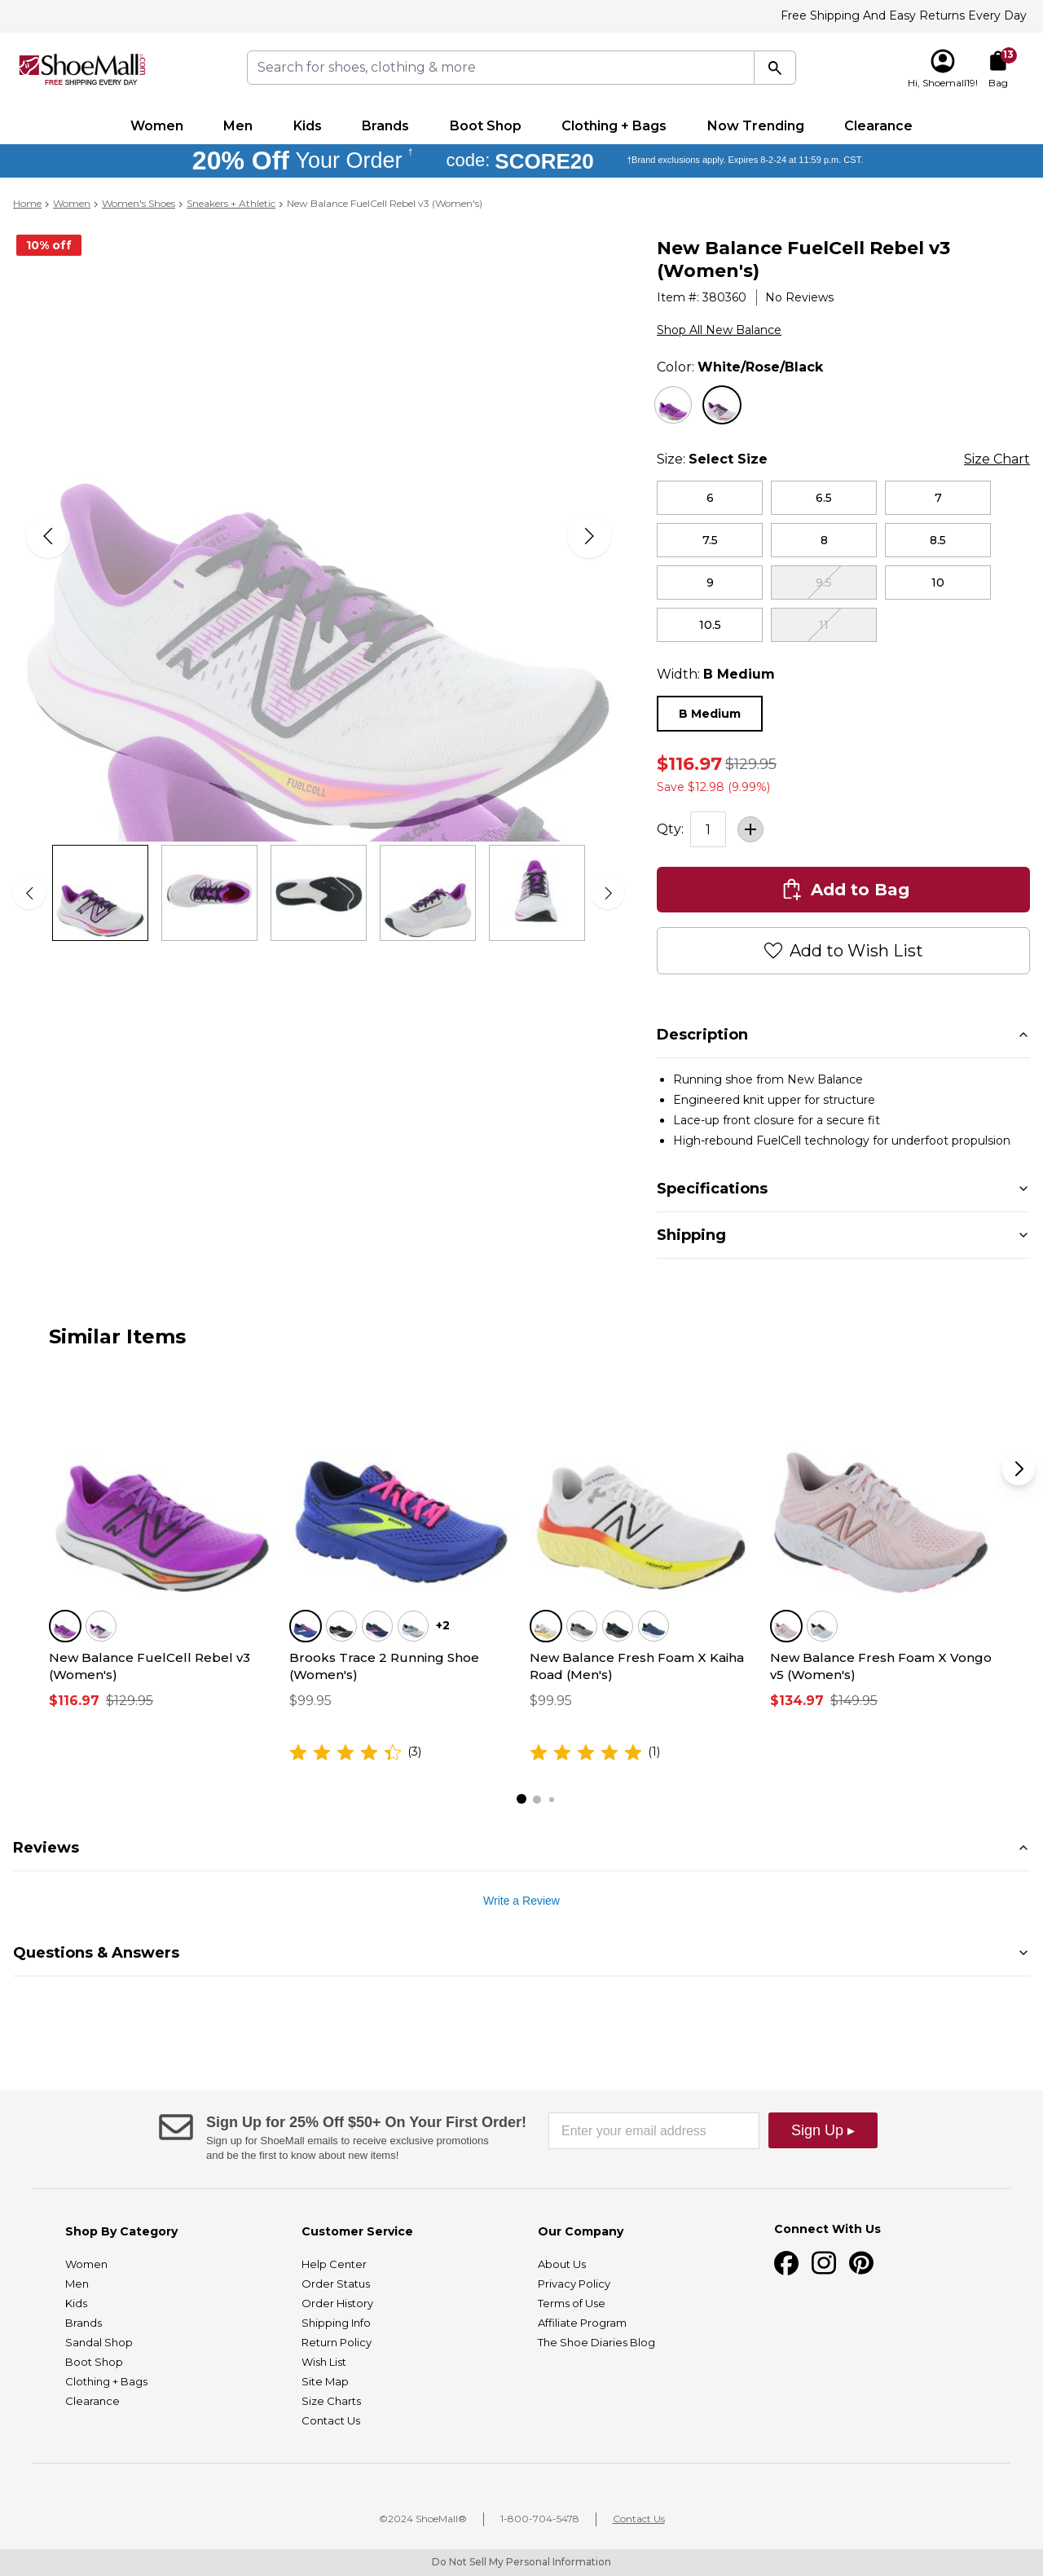 Free Shipping And Easy Returns Every Day
ShoeMall.com
FREE SHIPPING EVERY DAY
Search for shoes, clothing & more
13
Hi, Shoemall19!
Bag
Women Men Kids Brands Boot Shop Clothing + Bags Now Trending Clearance
20% Off Your Order † code: SCORE20 †Brand exclusions apply. Expires 8-2-24 at 11:59 p.m. CST.
Home > Women > Women's Shoes > Sneakers + Athletic > New Balance FuelCell Rebel v3 (Women's)
10% off
New Balance FuelCell Rebel v3
(Women's)
Item #: 380360 | No Reviews
Shop All New Balance
Color: White/Rose/Black
Size: Select Size Size Chart
6 6.5 7
7.5 8 8.5
9 9.5 10
10.5 11
Width: B Medium
B Medium
$116.97 $129.95
Save $12.98 (9.99%)
Qty: 1 +
Add to Bag
Add to Wish List
FUELCELL
Description
Running shoe from New Balance
Engineered knit upper for structure
Lace-up front closure for a secure fit
High-rebound FuelCell technology for underfoot propulsion
Specifications
Shipping
Similar Items
+2
New Balance FuelCell Rebel v3
(Women's)
$116.97 $129.95
Brooks Trace 2 Running Shoe
(Women's)
$99.95
(3)
New Balance Fresh Foam X Kaiha
Road (Men's)
$99.95
(1)
New Balance Fresh Foam X Vongo
v5 (Women's)
$134.97 $149.95
Reviews
Write a Review
Questions & Answers
Sign Up for 25% Off $50+ On Your First Order!
Sign up for ShoeMall emails to receive exclusive promotions
and be the first to know about new items!
Enter your email address
Sign Up ▸
Shop By Category
Women
Men
Kids
Brands
Sandal Shop
Boot Shop
Clothing + Bags
Clearance
Customer Service
Help Center
Order Status
Order History
Shipping Info
Return Policy
Wish List
Site Map
Size Charts
Contact Us
Our Company
About Us
Privacy Policy
Terms of Use
Affiliate Program
The Shoe Diaries Blog
Connect With Us
©2024 ShoeMall® | 1-800-704-5478 | Contact Us
Do Not Sell My Personal Information